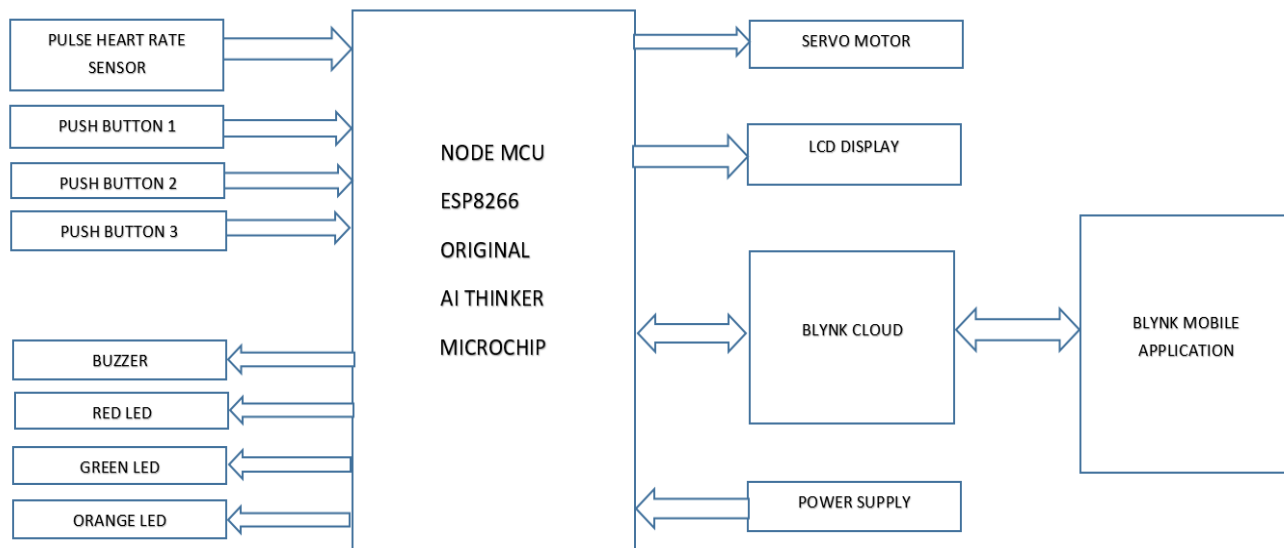 PULSE HEART RATE
SENSOR
PUSH BUTTON 1
PUSH BUTTON 2
PUSH BUTTON 3
BUZZER
RED LED
GREEN LED
ORANGE LED
NODE MCU
ESP8266
ORIGINAL
AI THINKER
MICROCHIP
SERVO MOTOR
LCD DISPLAY
BLYNK CLOUD
POWER SUPPLY
BLYNK MOBILE
APPLICATION